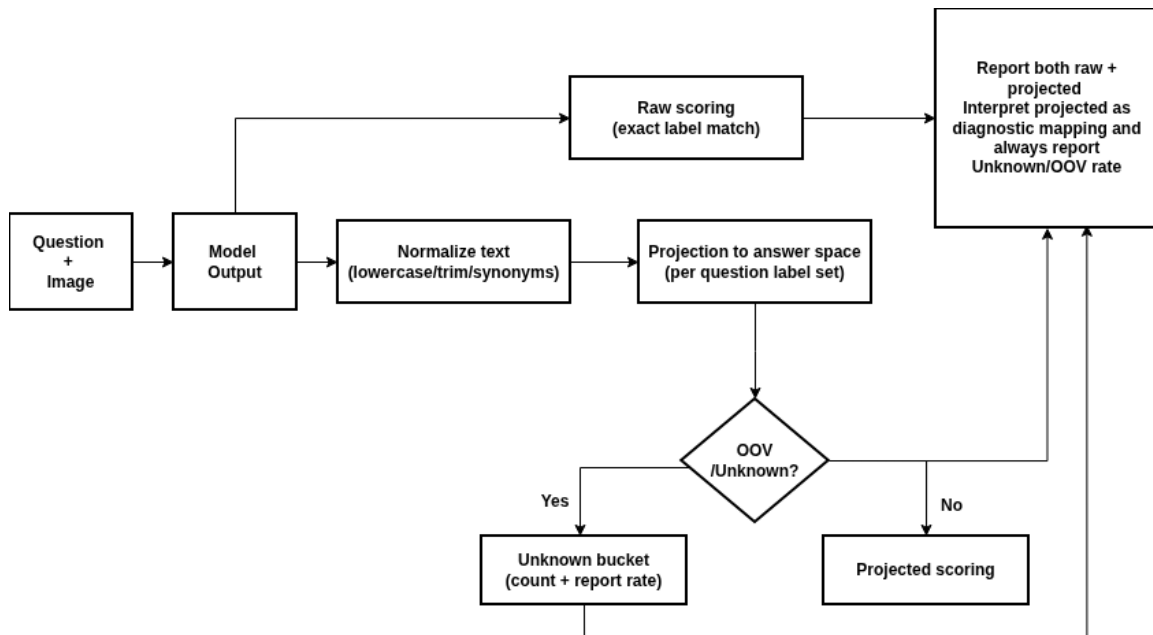 Report both raw +
projected
Interpret projected as
diagnostic mapping and
always report
Unknown/OOV rate
Raw scoring
(exact label match)
Question
+
Image
Model
Output
Normalize text
(lowercase/trim/synonyms)
Projection to answer space
(per question label set)
OOV
/Unknown?
Yes
No
Unknown bucket
(count + report rate)
Projected scoring